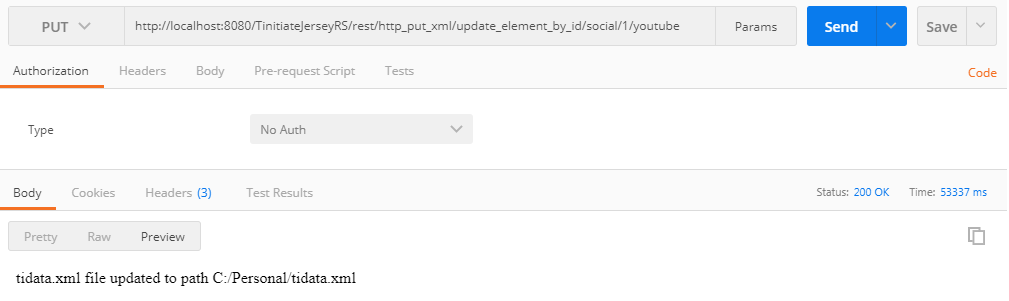 PUT http://localhost:8080/TinitiateJerseyRS/rest/http_put_xml/update_element_by_id/social/1/youtube Params Send Save
Authorization Headers Body Pre-request Script Tests Code
Type No Auth
Body Cookies Headers (3) Test Results Status: 200 OK Time: 53337 ms
Pretty Raw Preview
tidata.xml file updated to path C:/Personal/tidata.xml